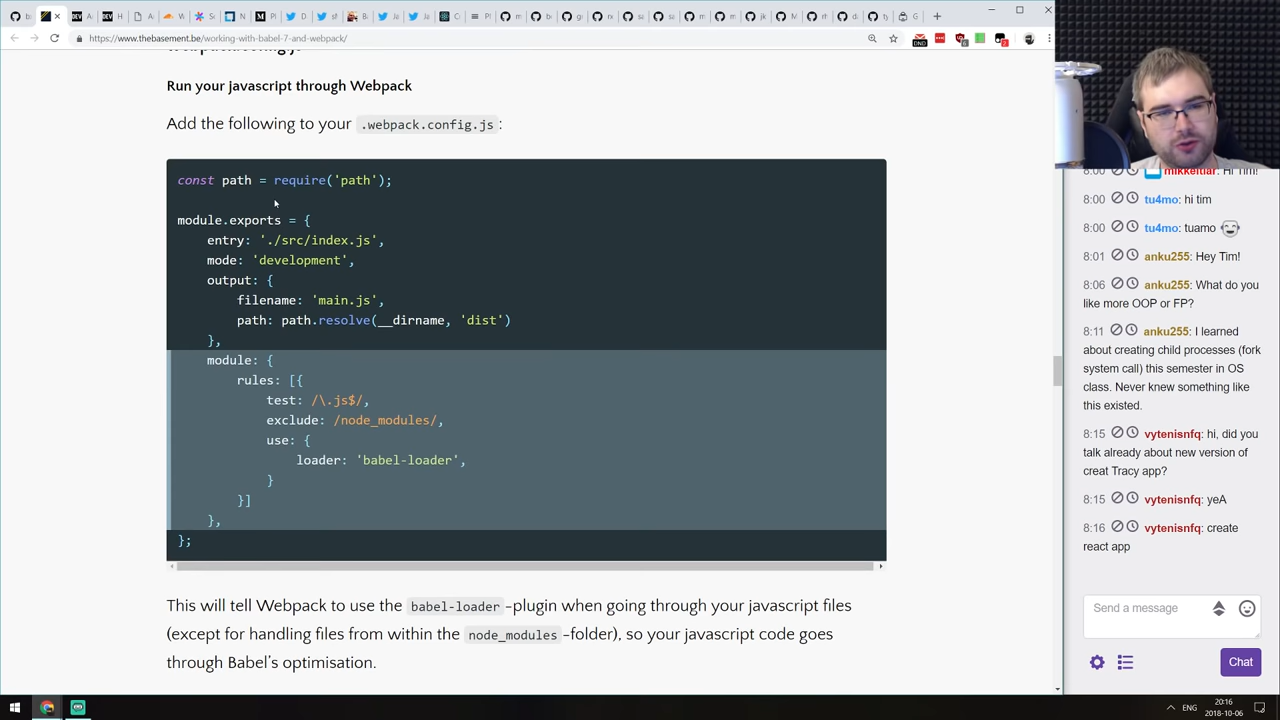 https://www.thebasement.be/working-with-babel-7-and-webpack/
Run your javascript through Webpack
Add the following to your .webpack.config.js:
const path = require('path');
module.exports = {
entry: './src/index.js',
mode: 'development',
output: {
filename: 'main.js',
path: path.resolve(__dirname, 'dist')
},
module: {
rules: [{
test: /\.js$/,
exclude: /node_modules/,
use: {
loader: 'babel-loader',
}
}]
},
};
This will tell Webpack to use the babel-loader -plugin when going through your javascript files
(except for handling files from within the node_modules -folder), so your javascript code goes
through Babel's optimisation.
8:00 mikkeltiar: Hi Tim!
8:00 tu4mo: hi tim
8:00 tu4mo: tuamo
8:01 anku255: Hey Tim!
8:06 anku255: What do you
like more OOP or FP?
8:11 anku255: I learned
about creating child processes (fork
system call) this semester in OS
class. Never knew something like
this existed.
8:15 vytenisnfq: hi, did you
talk already about new version of
creat Tracy app?
8:15 vytenisnfq: yeA
8:16 vytenisnfq: create
react app
Send a message
Chat
ENG
20:16
2018-10-06